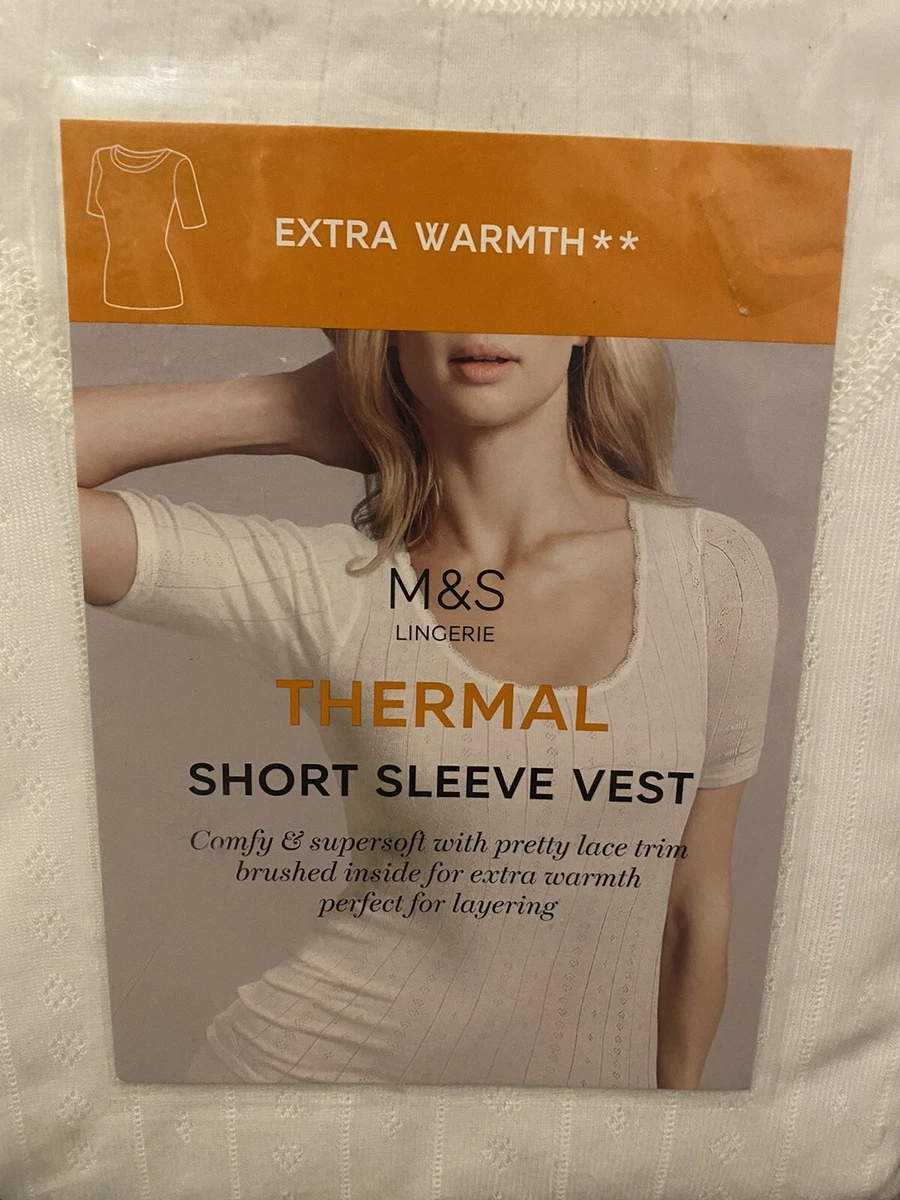 EXTRA WARMTH**
M&S
LINGERIE
THERMAL
SHORT SLEEVE VEST
Comfy & supersoft with pretty lace trim
brushed inside for extra warmth
perfect for layering